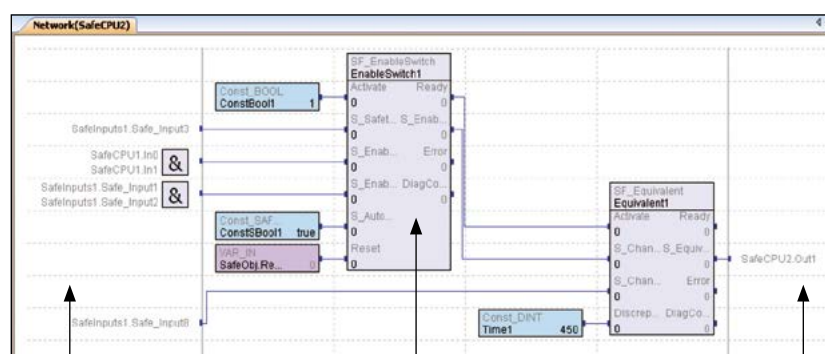 Network(SafeCPU2)
SF_EnableSwitch
EnableSwitch1
Const_BOOL
ConstBool1 1
Activate Ready
0 0
SafeInputs1.Safe_Input3
S_Safet... S_Enab...
0 0
SafeCPU1.In0
SafeCPU1.In1
&
S_Enab... Error
0 0
SafeInputs1.Safe_Input1
SafeInputs1.Safe_Input2
&
S_Enab... DiagCo...
0 0
Const_SAF...
ConstSBool1 true
S_Auto...
0
VAR_IN
SafeObj.Re... 0
Reset
0
SF_Equivalent
Equivalent1
Activate Ready
0 0
S_Chan... S_Equiv...
0 0
SafeCPU2.Out1
S_Chan... Error
0 0
SafeInputs1.Safe_Input8
Const_DINT
Time1 450
Discrep... DiagCo...
0 0